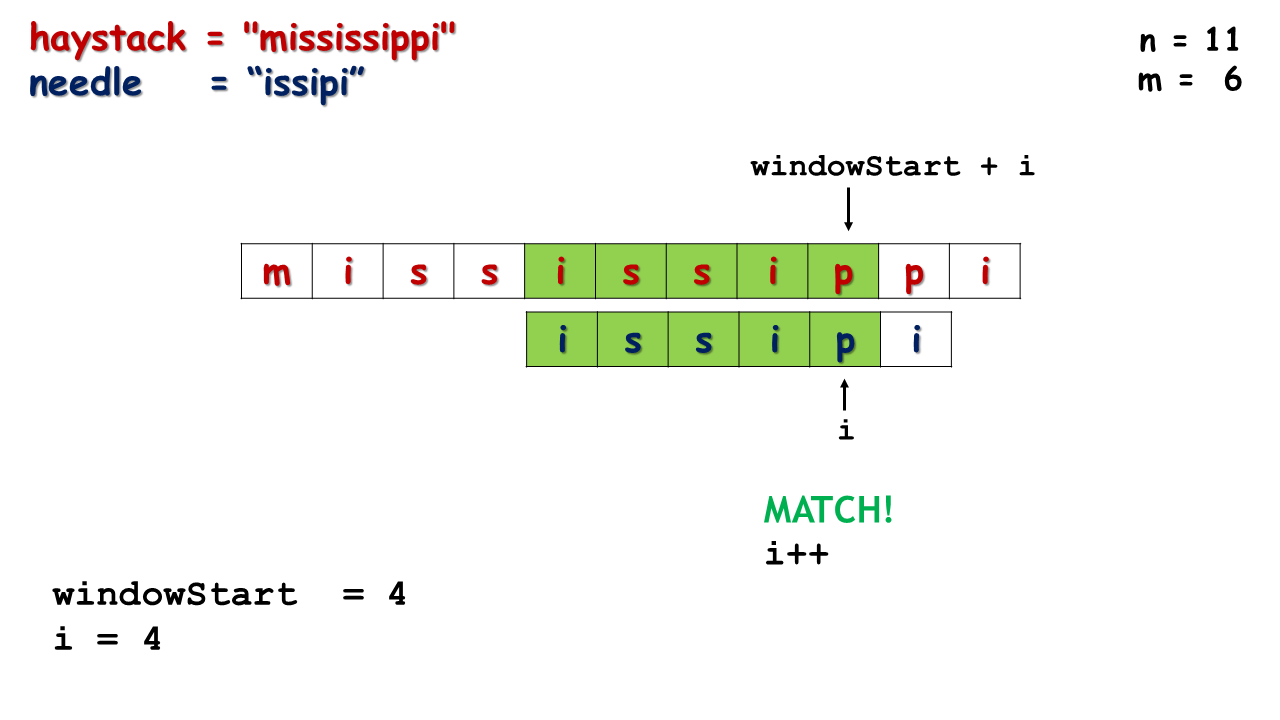 haystack = "mississippi"
needle = “issipi”
n = 11
m = 6
windowStart + i
m i s s i s s i p p i
i s s i p i
i
MATCH!
i++
windowStart = 4
i = 4